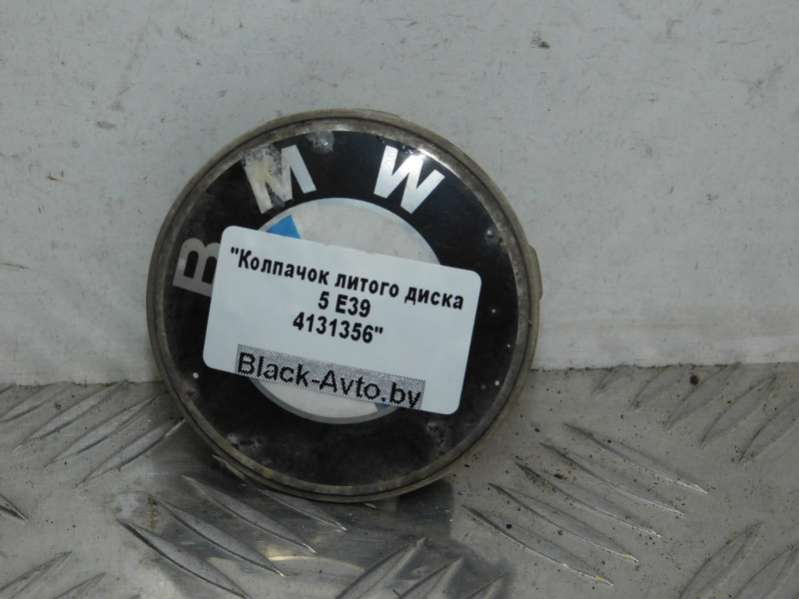 BMW
"Колпачок литого диска
5 E39
4131356"
Black-Avto.by